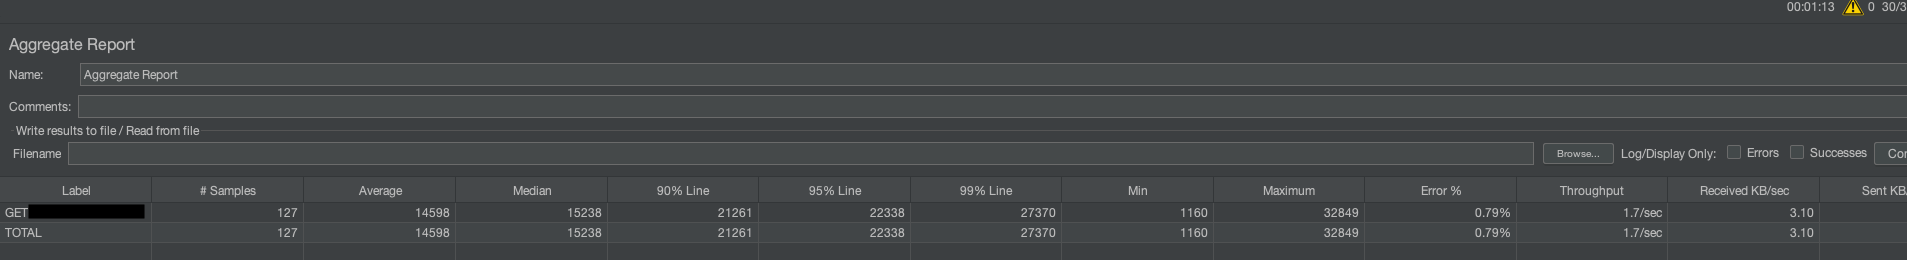 00:01:13 0 30/3
Aggregate Report
Name: Aggregate Report
Comments:
Write results to file / Read from file
Filename Browse... Log/Display Only: Errors Successes Cor
Label # Samples Average Median 90% Line 95% Line 99% Line Min Maximum Error % Throughput Received KB/sec Sent KB/
GET 127 14598 15238 21261 22338 27370 1160 32849 0.79% 1.7/sec 3.10
TOTAL 127 14598 15238 21261 22338 27370 1160 32849 0.79% 1.7/sec 3.10